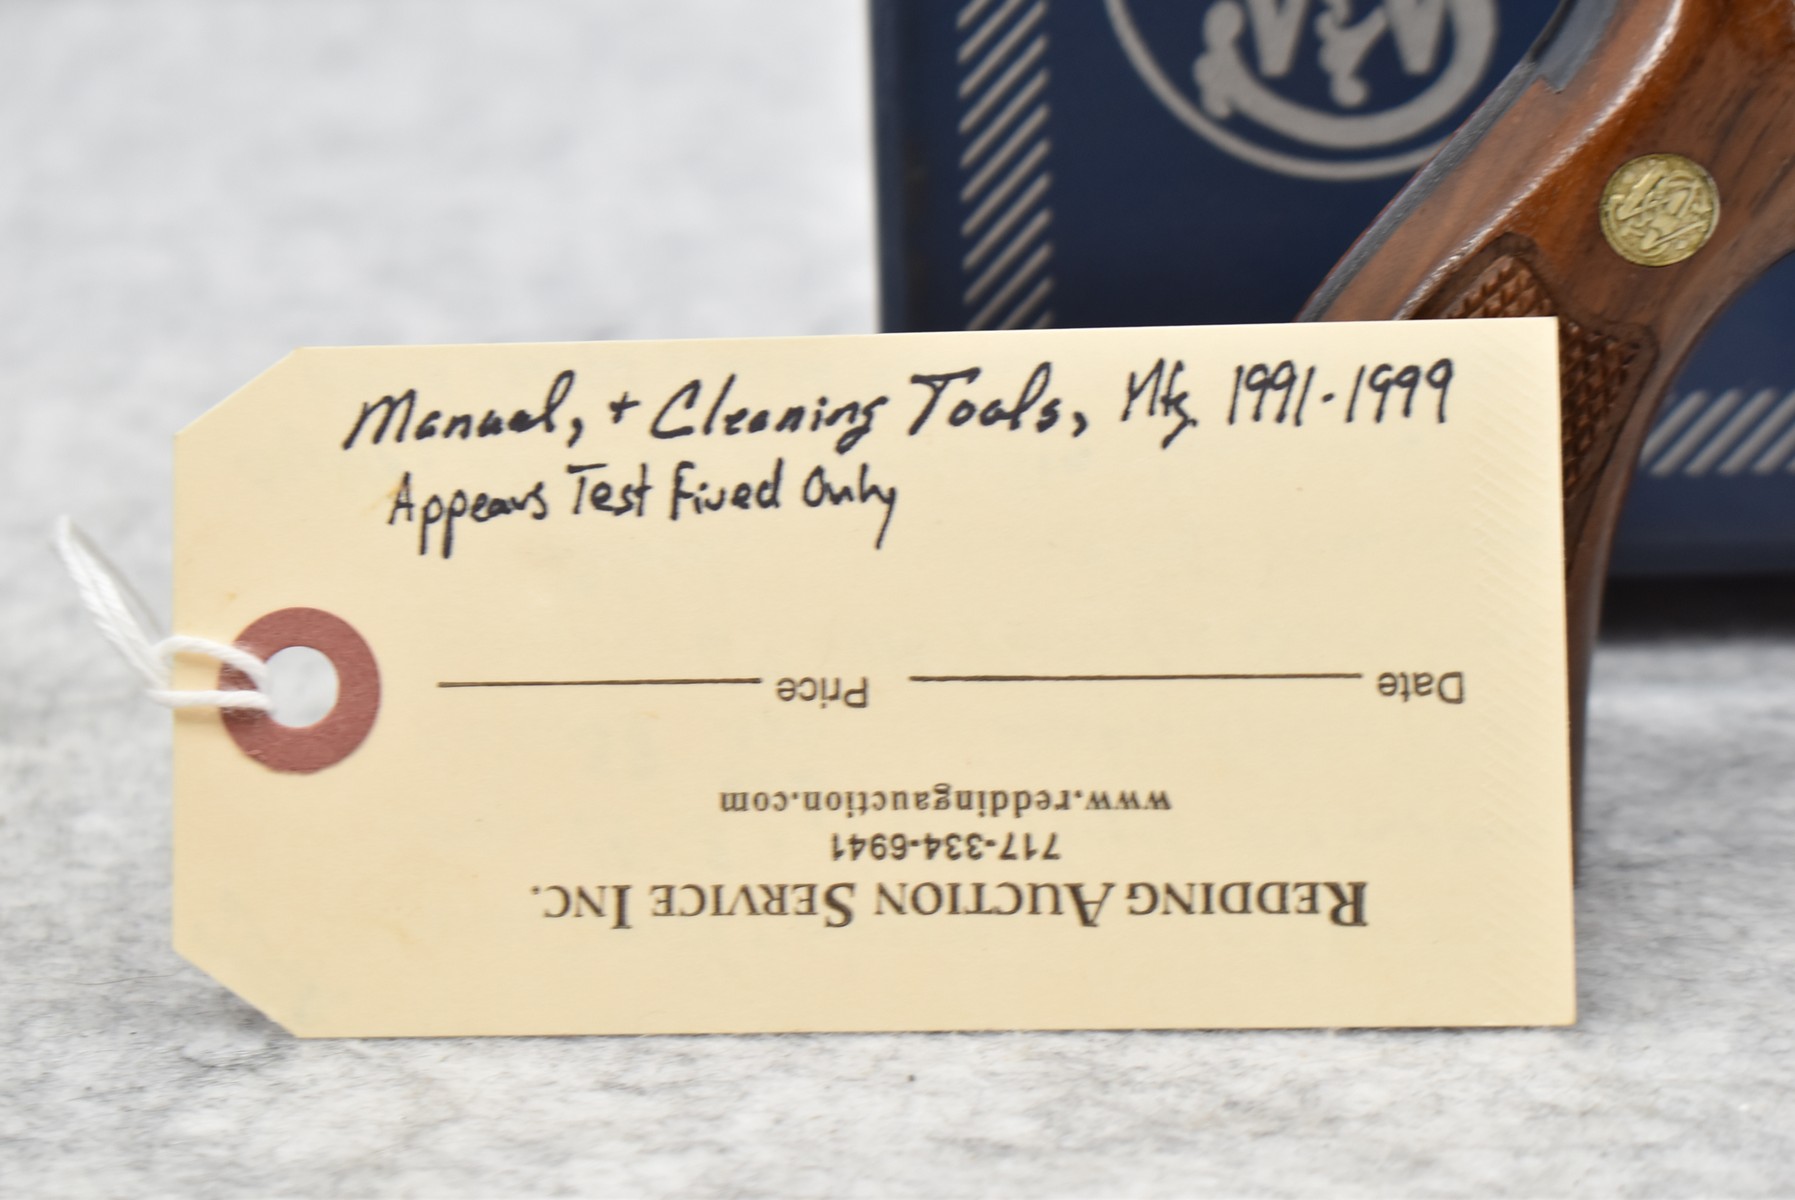 Manual, + Cleaning Tools, Mfg. 1991-1999
Appears Test Fired Only
REDDING AUCTION SERVICE INC.
717-334-6941
www.reddingauction.com
Date
Price